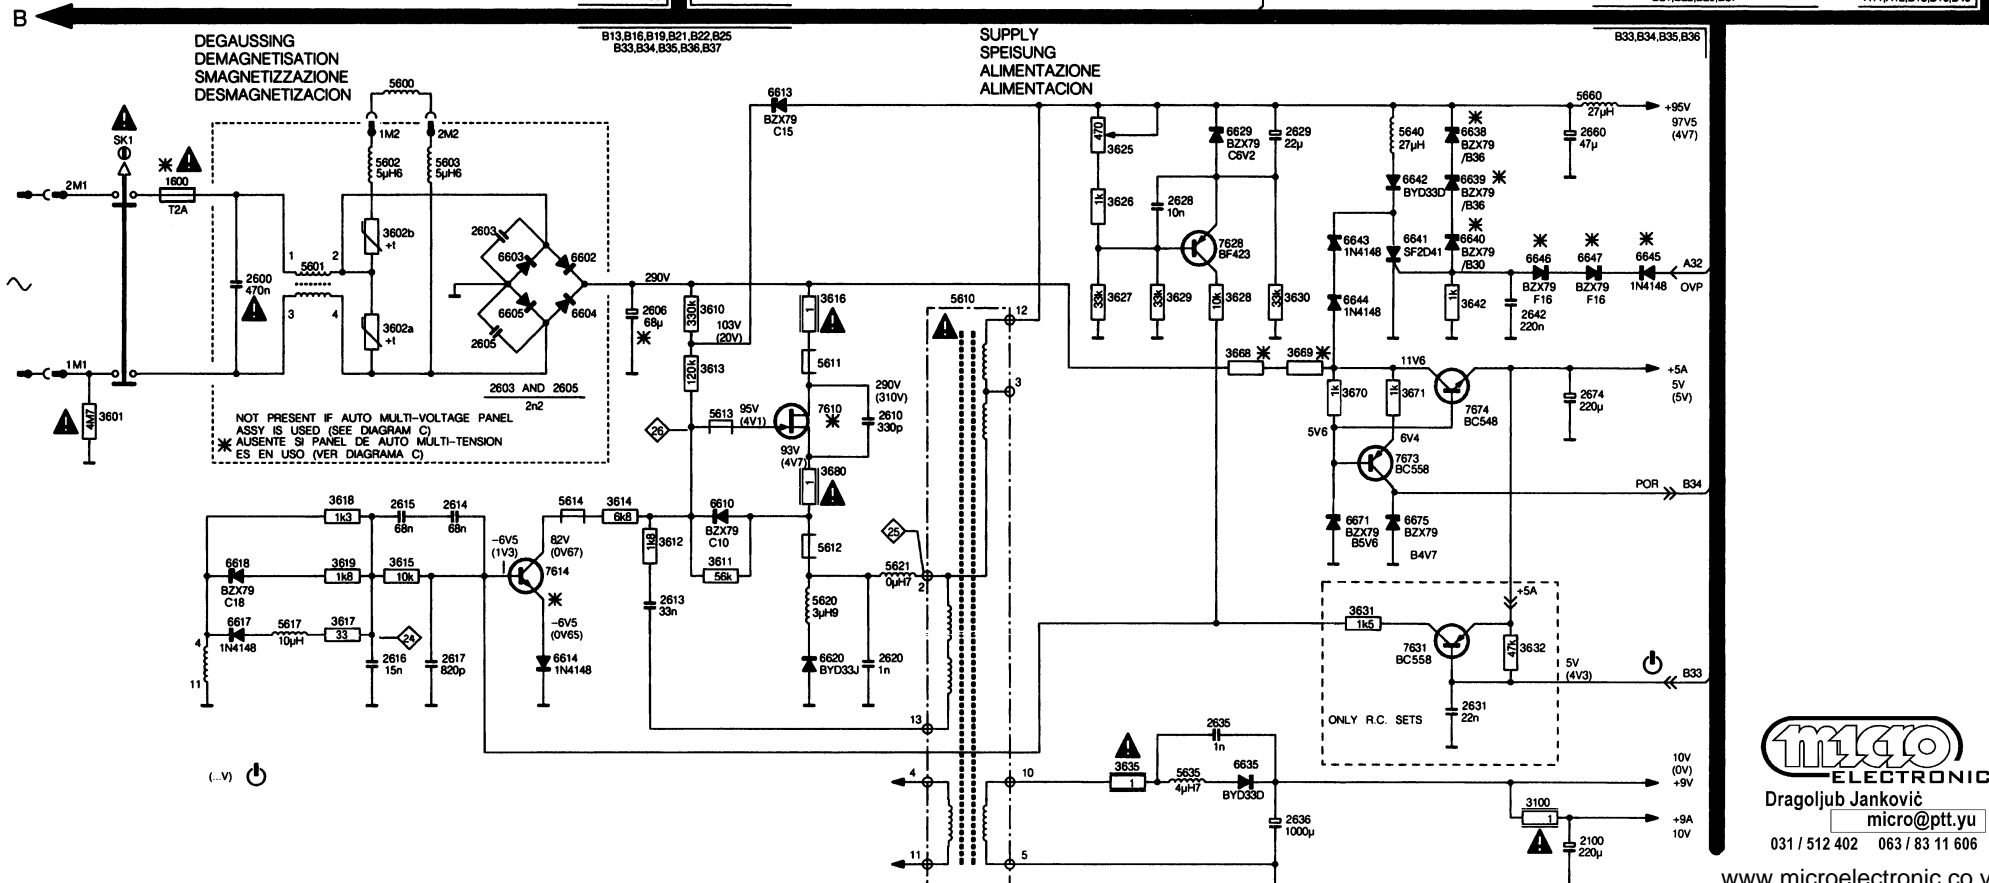 B
B13,B16,B19,B21,B22,B25
B33,B34,B35,B36,B37
B33,B34,B35,B36
DEGAUSSING
DEMAGNETISATION
SMAGNETIZZAZIONE
DESMAGNETIZACION
SUPPLY
SPEISUNG
ALIMENTAZIONE
ALIMENTACION
5600
1M2
2M2
5602
5µH6
5603
5µH6
SK1
2M1
1600
T2A
1M1
3601
4M7
2600
470n
1
5601
2
3
4
3602b
+t
3602a
+t
2603
6603
6602
6605
6604
2605
2603 AND 2605
2n2
NOT PRESENT IF AUTO MULTI-VOLTAGE PANEL
ASSY IS USED (SEE DIAGRAM C)
AUSENTE SI PANEL DE AUTO MULTI-TENSION
ES EN USO (VER DIAGRAMA C)
290V
2606
68µ
3610
330k
103V
(20V)
3613
120k
6613
BZX79
C15
3616
1
5611
290V
(310V)
7610
2610
330p
26
5613
95V
(4V1)
93V
(4V7)
3680
1
5610
12
3
3618
1k3
2615
68n
2614
68n
5614
3614
6k8
6610
BZX79
C10
3612
1k8
3611
56k
5612
25
5621
0µH7
2
-6V5
(1V3)
82V
(0V67)
7614
6618
BZX79
C18
3619
1k8
3615
10k
2613
33n
5620
3µH9
-6V5
(0V65)
6617
1N4148
5617
10µH
3617
33
24
4
11
2616
15n
2617
820p
6614
1N4148
6620
BYD33J
2620
1n
13
(...V)
4
11
10
5
470
3625
1k
3626
33k
3627
2628
10n
33k
3629
6629
BZX79
C6V2
7628
BF423
10k
3628
2629
22µ
33k
3630
5640
27µH
6642
BYD33D
6643
1N4148
6641
SF2D41
6644
1N4148
6638
BZX79
/B36
6639
BZX79
/B36
6640
BZX79
/B30
1k
3642
6646
BZX79
F16
6647
BZX79
F16
6645
1N4148
2642
220n
A32
OVP
5660
27µH
2660
47µ
+95V
97V5
(4V7)
3668
3669
11V6
1k
3670
1k
3671
7674
BC548
5V6
6V4
7673
BC558
2674
220µ
+5A
5V
(5V)
POR
B34
6671
BZX79
B5V6
6675
BZX79
B4V7
+5A
3631
1k5
7631
BC558
47k
3632
5V
(4V3)
B33
2631
22n
ONLY R.C. SETS
2635
1n
3635
1
5635
4µH7
6635
BYD33D
2636
1000µ
10V
(0V)
+9V
3100
1
+9A
10V
2100
220µ
micro
ELECTRONIC
Dragoljub Janković
micro@ptt.yu
031 / 512 402 063 / 83 11 606